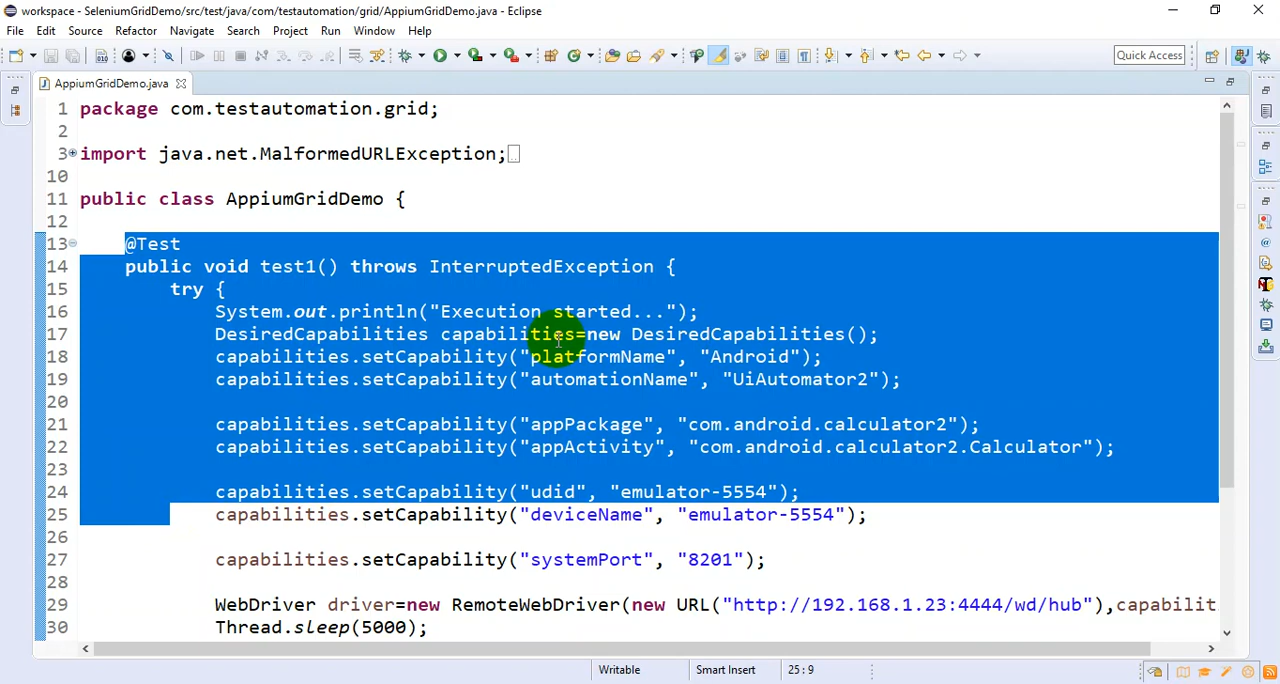 workspace - SeleniumGridDemo/src/test/java/com/testautomation/grid/AppiumGridDemo.java - Eclipse
File Edit Source Refactor Navigate Search Project Run Window Help
Quick Access
AppiumGridDemo.java
1 package com.testautomation.grid;
2
3 import java.net.MalformedURLException;
10
11 public class AppiumGridDemo {
12
13 @Test
14 public void test1() throws InterruptedException {
15 try {
16 System.out.println("Execution started...");
17 DesiredCapabilities capabilities=new DesiredCapabilities();
18 capabilities.setCapability("platformName", "Android");
19 capabilities.setCapability("automationName", "UiAutomator2");
20
21 capabilities.setCapability("appPackage", "com.android.calculator2");
22 capabilities.setCapability("appActivity", "com.android.calculator2.Calculator");
23
24 capabilities.setCapability("udid", "emulator-5554");
25 capabilities.setCapability("deviceName", "emulator-5554");
26
27 capabilities.setCapability("systemPort", "8201");
28
29 WebDriver driver=new RemoteWebDriver(new URL("http://192.168.1.23:4444/wd/hub"),capabilit
30 Thread.sleep(5000);
Writable Smart Insert 25:9